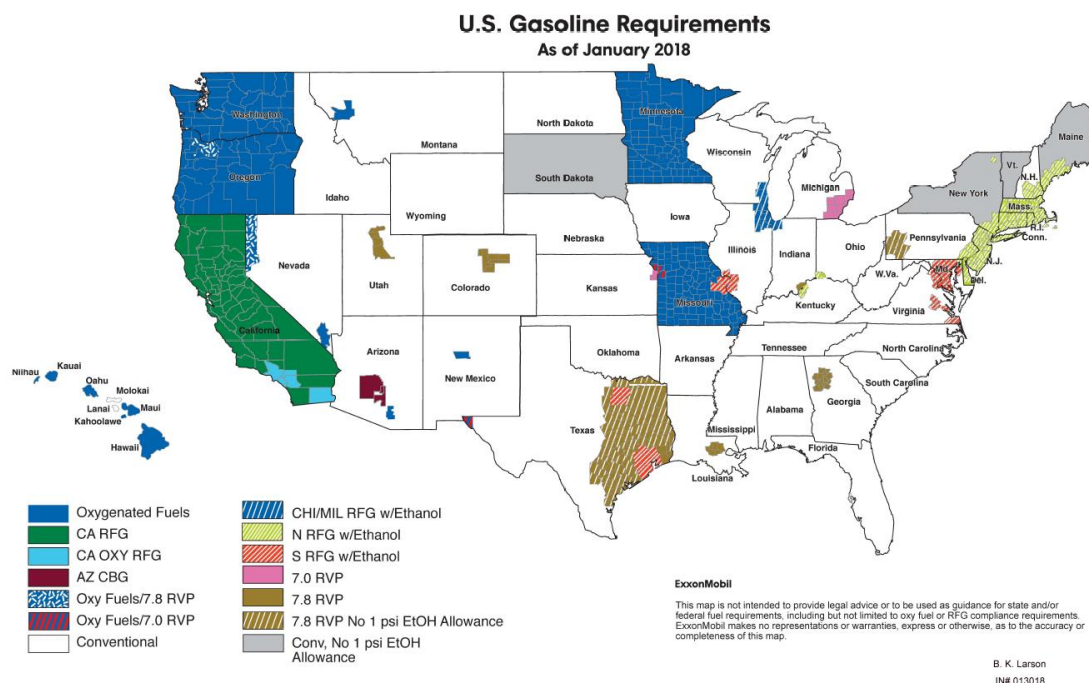 U.S. Gasoline Requirements
As of January 2018
Washington
Oregon
California
Nevada
Idaho
Montana
Wyoming
Utah
Colorado
Arizona
New Mexico
North Dakota
South Dakota
Nebraska
Kansas
Oklahoma
Texas
Minnesota
Iowa
Missouri
Arkansas
Louisiana
Wisconsin
Illinois
Michigan
Indiana
Ohio
Kentucky
Tennessee
Mississippi
Alabama
Georgia
Florida
South Carolina
North Carolina
Virginia
W.Va.
Md.
Del.
Pennsylvania
N.J.
New York
Conn.
R.I.
Mass.
Vt.
N.H.
Maine
Niihau
Kauai
Oahu
Molokai
Lanai
Maui
Kahoolawe
Hawaii
Oxygenated Fuels
CA RFG
CA OXY RFG
AZ CBG
Oxy Fuels/7.8 RVP
Oxy Fuels/7.0 RVP
Conventional
CHI/MIL RFG w/Ethanol
N RFG w/Ethanol
S RFG w/Ethanol
7.0 RVP
7.8 RVP
7.8 RVP No 1 psi EtOH Allowance
Conv, No 1 psi EtOH
Allowance
ExxonMobil
This map is not intended to provide legal advice or to be used as guidance for state and/or
federal fuel requirements, including but not limited to oxy fuel or RFG compliance requirements.
ExxonMobil makes no representations or warranties, express or otherwise, as to the accuracy or
completeness of this map.
B. K. Larson
IN# 013018